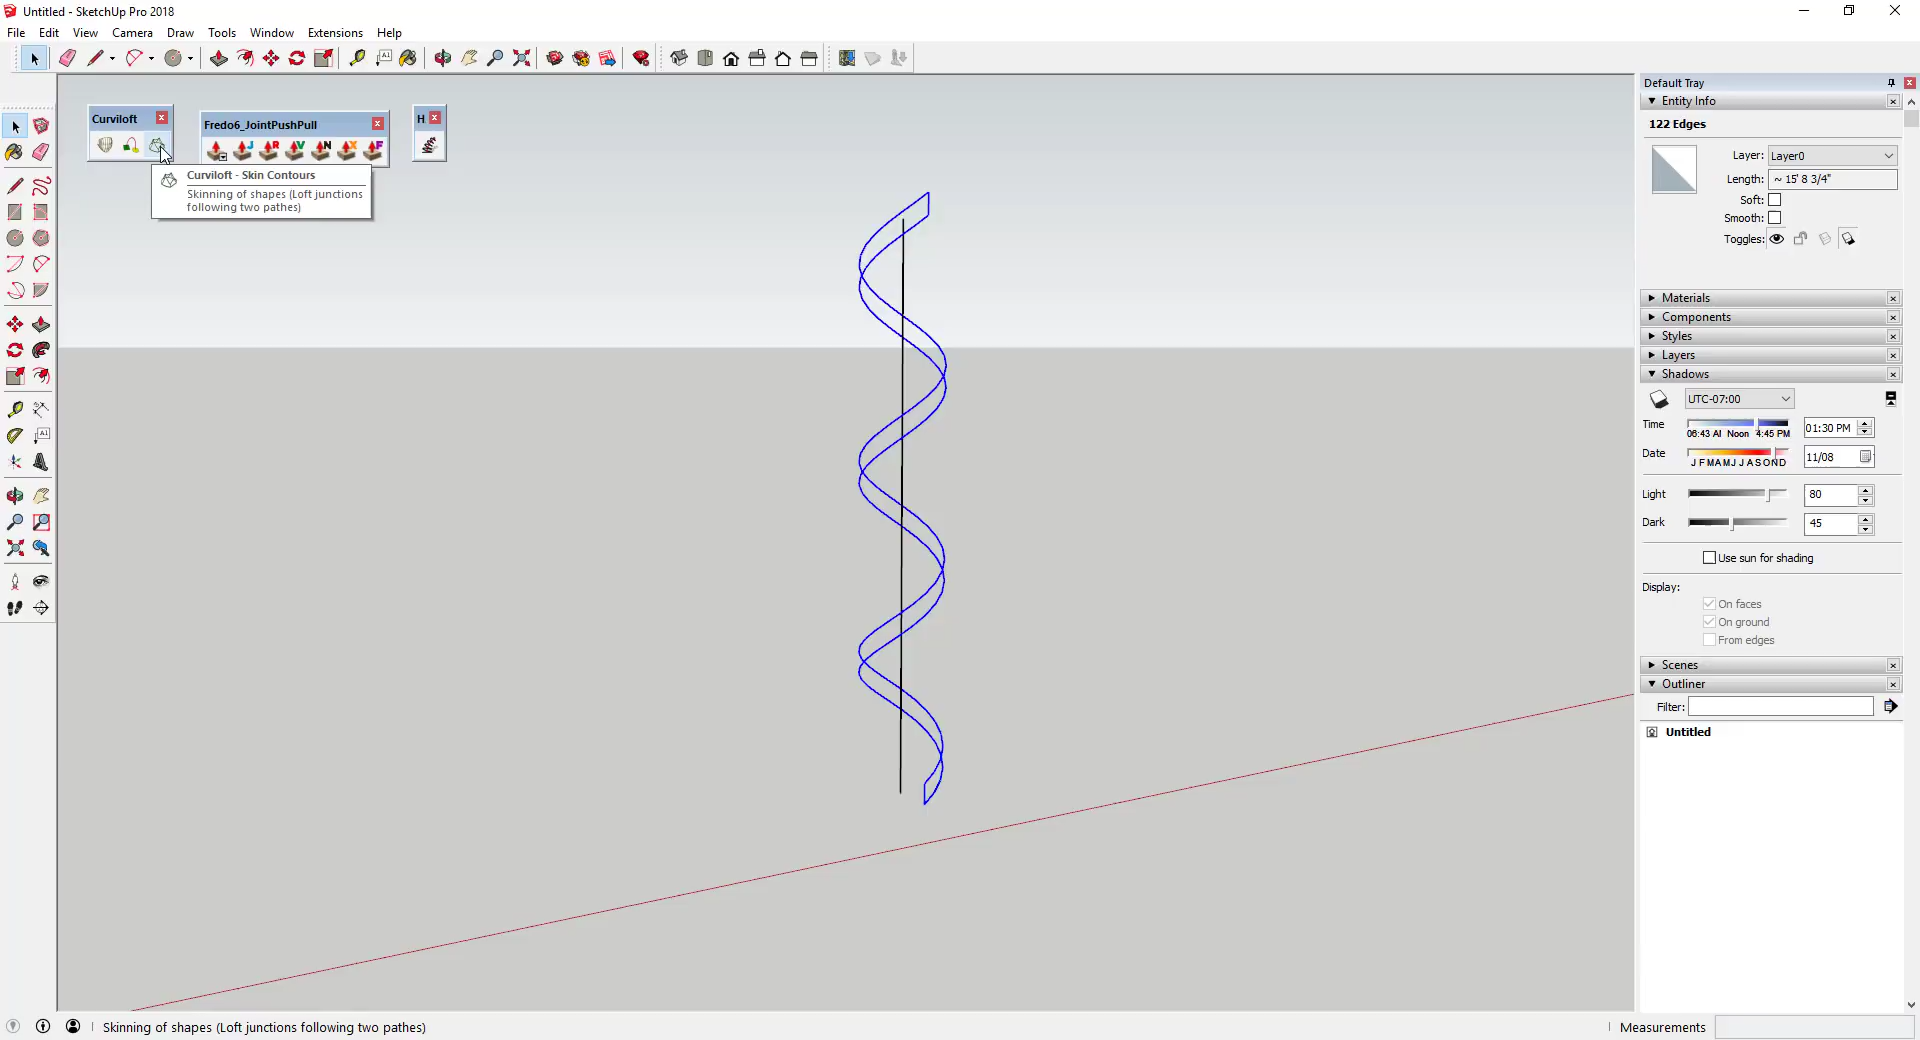 Untitled - SketchUp Pro 2018
File Edit View Camera Draw Tools Window Extensions Help
Default Tray
Curviloft
Fredo6_JointPushPull
H
J R V N X F
Curviloft - Skin Contours
Skinning of shapes (Loft junctions
following two pathes)
A1
A1
Entity Info
122 Edges
Layer: Layer0
Length: ~ 15' 8 3/4"
Soft:
Smooth:
Toggles:
Materials
Components
Styles
Layers
Shadows
UTC-07:00
Time 01:30 PM
06:43 AI Noon 4:45 PM
Date 11/08
J F M A M J J A S O N D
Light 80
Dark 45
Use sun for shading
Display:
On faces
On ground
From edges
Scenes
Outliner
Filter:
Untitled
Skinning of shapes (Loft junctions following two pathes)
Measurements